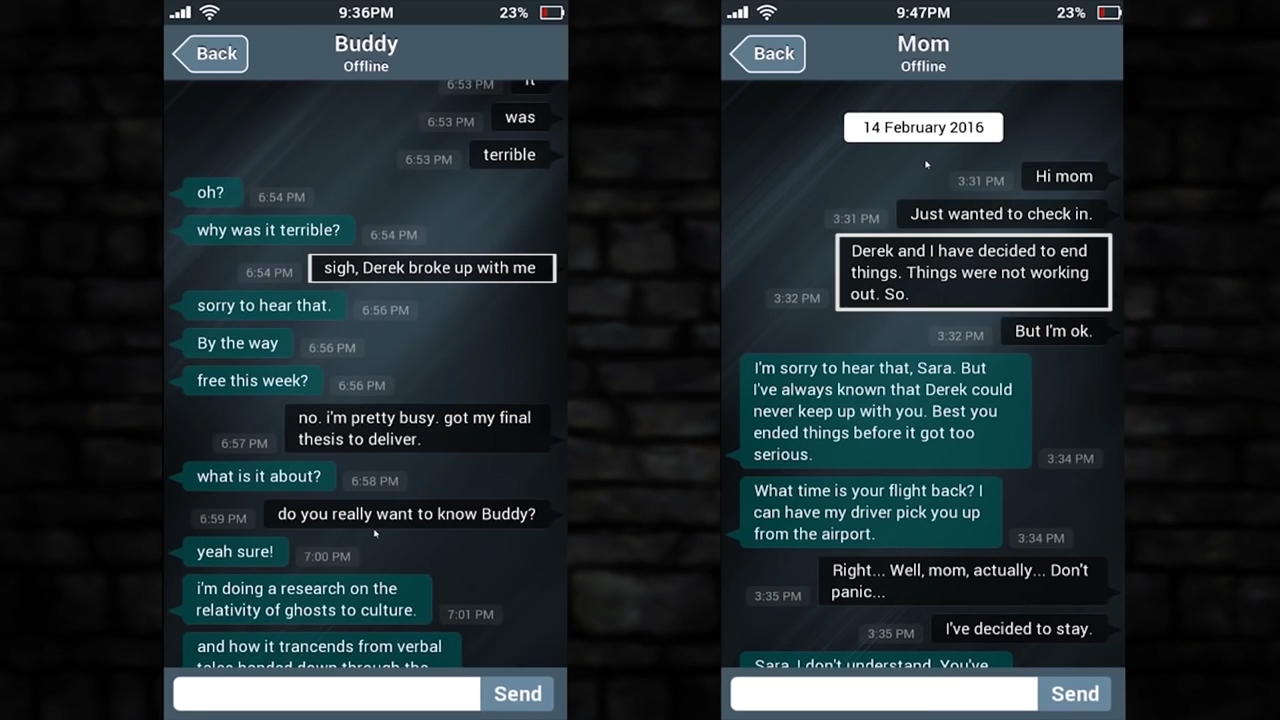 9:36PM
23%
Back
Buddy
Offline
6:53 PM
it
6:53 PM
was
6:53 PM
terrible
oh?
6:54 PM
why was it terrible?
6:54 PM
6:54 PM
sigh, Derek broke up with me
sorry to hear that.
6:56 PM
By the way
6:56 PM
free this week?
6:56 PM
no. i'm pretty busy. got my final
thesis to deliver.
6:57 PM
what is it about?
6:58 PM
6:59 PM
do you really want to know Buddy?
yeah sure!
7:00 PM
i'm doing a research on the
relativity of ghosts to culture.
7:01 PM
and how it trancends from verbal
tales handed down through the
Send
9:47PM
23%
Back
Mom
Offline
14 February 2016
3:31 PM
Hi mom
3:31 PM
Just wanted to check in.
Derek and I have decided to end
things. Things were not working
out. So.
3:32 PM
3:32 PM
But I'm ok.
I'm sorry to hear that, Sara. But
I've always known that Derek could
never keep up with you. Best you
ended things before it got too
serious.
3:34 PM
What time is your flight back? I
can have my driver pick you up
from the airport.
3:34 PM
Right... Well, mom, actually... Don't
panic...
3:35 PM
3:35 PM
I've decided to stay.
Sara, I don't understand. You've
Send